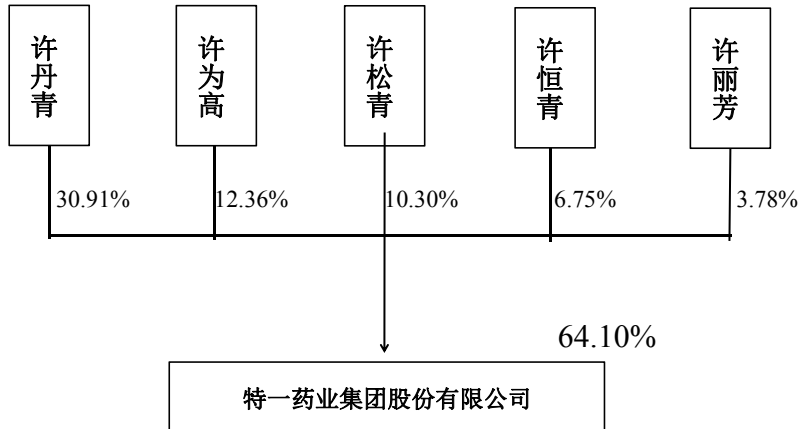 许丹青
许为高
许松青
许恒青
许丽芳
30.91%
12.36%
10.30%
6.75%
3.78%
64.10%
特一药业集团股份有限公司